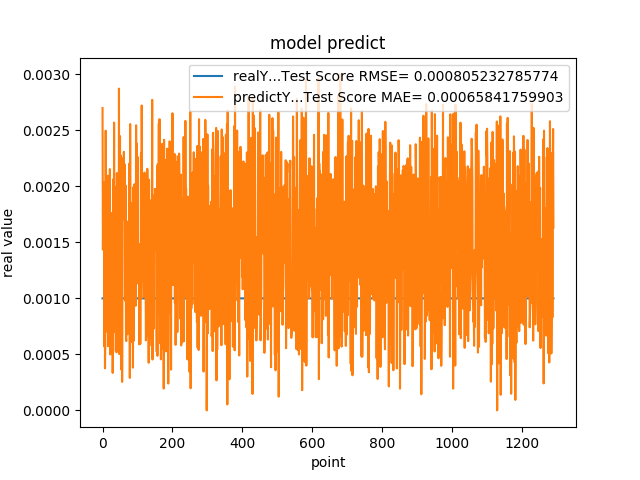 model predict
realY...Test Score RMSE= 0.000805232785774
predictY...Test Score MAE= 0.00065841759903
0.0030
0.0025
0.0020
0.0015
0.0010
0.0005
0.0000
real value
0 200 400 600 800 1000 1200
point